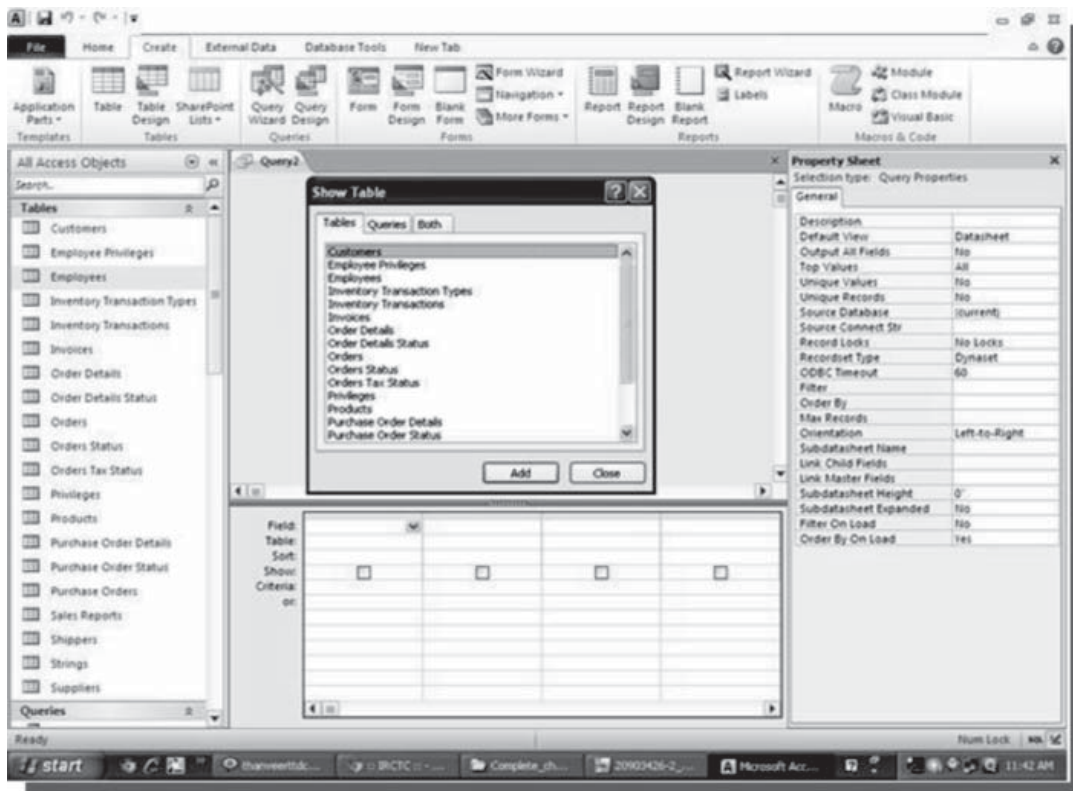 File Home Create External Data Database Tools New Tab
Application Parts
Table
Table Design
SharePoint Lists
Query Wizard
Query Design
Form
Form Design
Blank Form
Form Wizard
Navigation
More Forms
Report
Report Design
Blank Report
Report Wizard
Labels
Macro
Module
Class Module
Visual Basic
Templates Tables Queries Forms Reports Macros & Code
All Access Objects
Search..
Tables
Customers
Employee Privileges
Employees
Inventory Transaction Types
Inventory Transactions
Invoices
Order Details
Order Details Status
Orders
Orders Status
Orders Tax Status
Privileges
Products
Purchase Order Details
Purchase Order Status
Purchase Orders
Sales Reports
Shippers
Strings
Suppliers
Queries
Query2
Show Table
Tables Queries Both
Customers
Employee Privileges
Employees
Inventory Transaction Types
Inventory Transactions
Invoices
Order Details
Order Details Status
Orders
Orders Status
Orders Tax Status
Privileges
Products
Purchase Order Details
Purchase Order Status
Add Close
Field:
Table:
Sort:
Show:
Criteria:
or:
Property Sheet
Selection type: Query Properties
General
Description
Default View Datasheet
Output All Fields No
Top Values All
Unique Values No
Unique Records No
Source Database (current)
Source Connect Str
Record Locks No Locks
Recordset Type Dynaset
ODBC Timeout 60
Filter
Order By
Max Records
Orientation Left-to-Right
Subdatasheet Name
Link Child Fields
Link Master Fields
Subdatasheet Height 0"
Subdatasheet Expanded No
Filter On Load No
Order By On Load Yes
Ready Num Lock
start thanveerttdc... :: IRCTC :: -... Complete_ch... 20903426-2_... Microsoft Acc... 11:42 AM